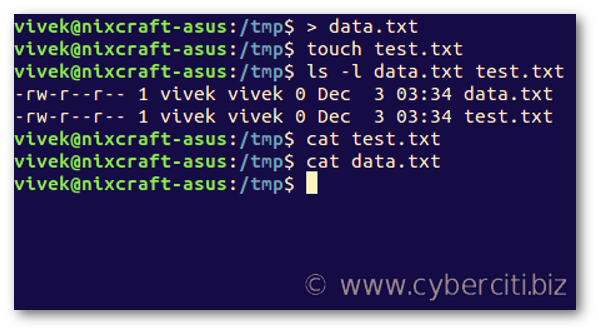 vivek@nixcraft-asus:/tmp$ > data.txt
vivek@nixcraft-asus:/tmp$ touch test.txt
vivek@nixcraft-asus:/tmp$ ls -l data.txt test.txt
-rw-r--r-- 1 vivek vivek 0 Dec  3 03:34 data.txt
-rw-r--r-- 1 vivek vivek 0 Dec  3 03:34 test.txt
vivek@nixcraft-asus:/tmp$ cat test.txt
vivek@nixcraft-asus:/tmp$ cat data.txt
vivek@nixcraft-asus:/tmp$
© www.cyberciti.biz